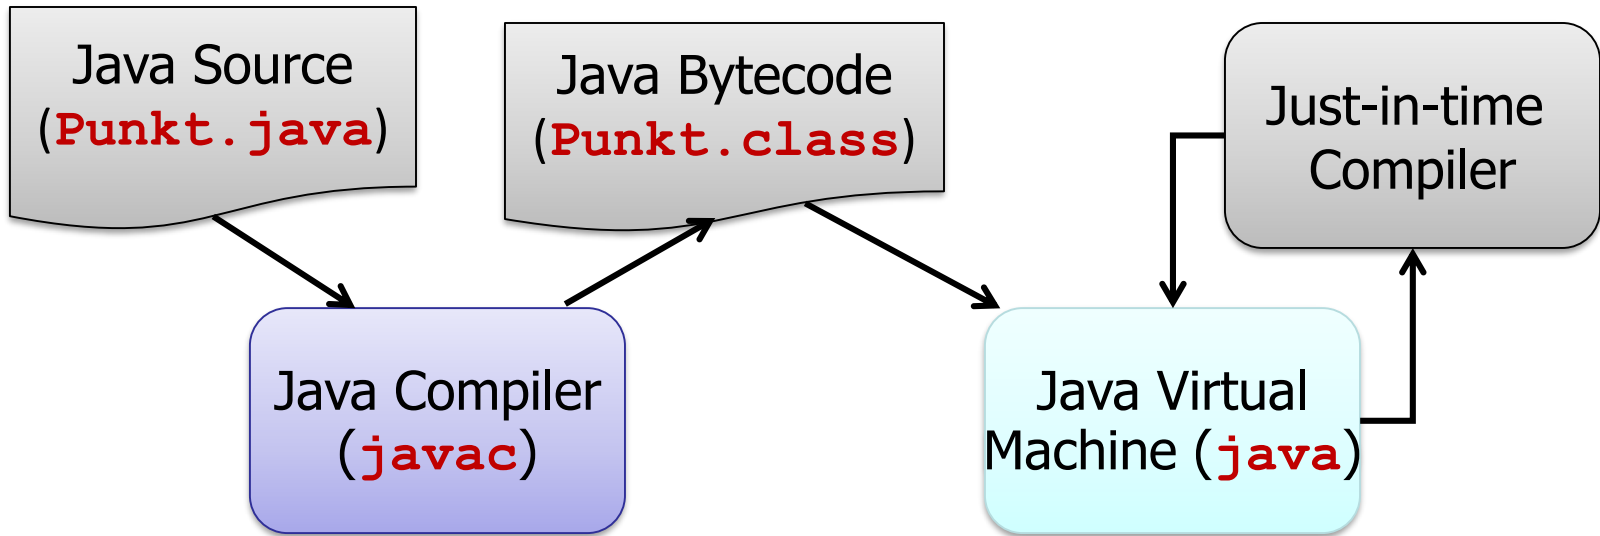 Java Source
(Punkt.java)
Java Bytecode
(Punkt.class)
Just-in-time
Compiler
Java Compiler
(javac)
Java Virtual
Machine (java)